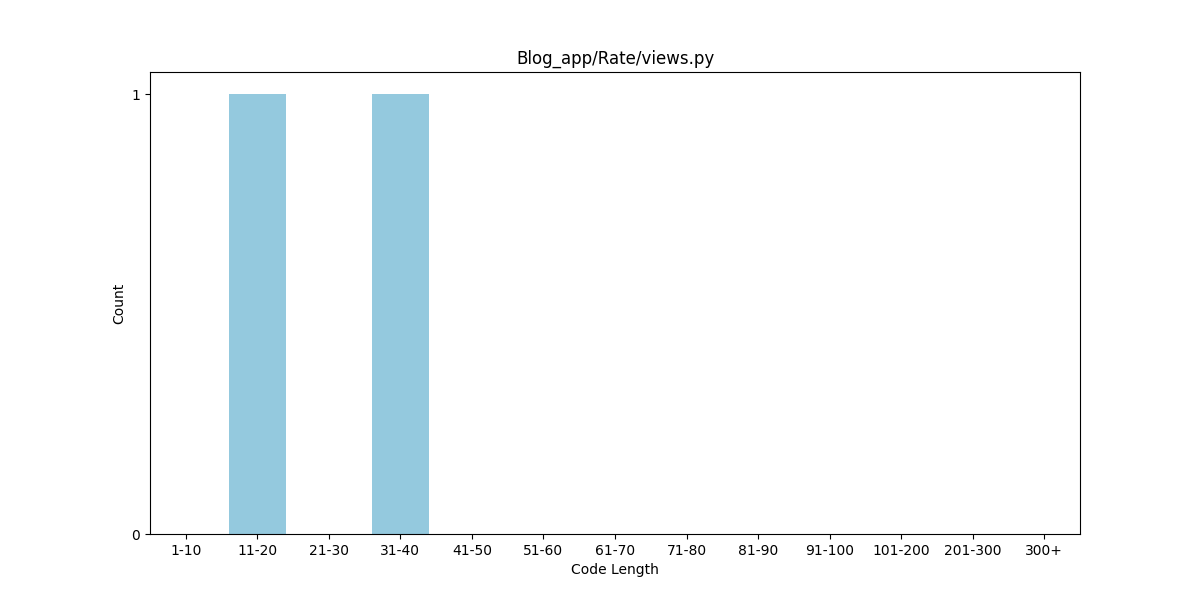 Blog_app/Rate/views.py
1
0
Count
1-10 11-20 21-30 31-40 41-50 51-60 61-70 71-80 81-90 91-100 101-200 201-300 300+
Code Length